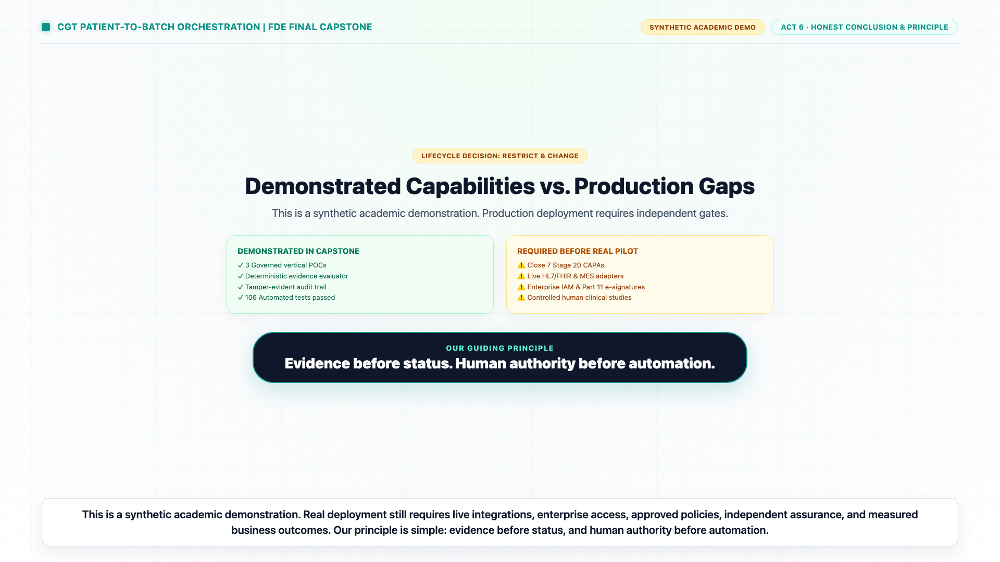 CGT PATIENT-TO-BATCH ORCHESTRATION | FDE FINAL CAPSTONE
SYNTHETIC ACADEMIC DEMO
ACT 6 · HONEST CONCLUSION & PRINCIPLE
LIFECYCLE DECISION: RESTRICT & CHANGE
Demonstrated Capabilities vs. Production Gaps
This is a synthetic academic demonstration. Production deployment requires independent gates.
DEMONSTRATED IN CAPSTONE
✓ 3 Governed vertical POCs
✓ Deterministic evidence evaluator
✓ Tamper-evident audit trail
✓ 106 Automated tests passed
REQUIRED BEFORE REAL PILOT
⚠️ Close 7 Stage 20 CAPAs
⚠️ Live HL7/FHIR & MES adapters
⚠️ Enterprise IAM & Part 11 e-signatures
⚠️ Controlled human clinical studies
OUR GUIDING PRINCIPLE
Evidence before status. Human authority before automation.
This is a synthetic academic demonstration. Real deployment still requires live integrations, enterprise access, approved policies, independent assurance, and measured
business outcomes. Our principle is simple: evidence before status, and human authority before automation.